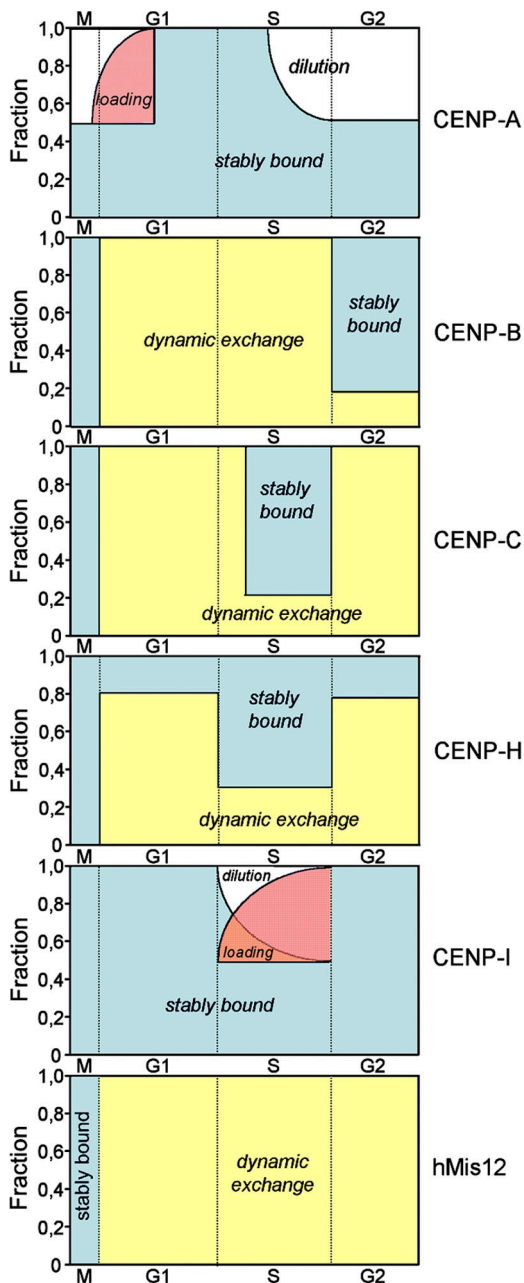 M G1 S G2
1,0
0,8
0,6
0,4
0,2
0
Fraction
loading
dilution
stably bound
CENP-A
M G1 S G2
1,0
0,8
0,6
0,4
0,2
0
Fraction
dynamic exchange
stably
bound
CENP-B
M G1 S G2
1,0
0,8
0,6
0,4
0,2
0
Fraction
stably
bound
dynamic exchange
CENP-C
M G1 S G2
1,0
0,8
0,6
0,4
0,2
0
Fraction
stably
bound
dynamic exchange
CENP-H
M G1 S G2
1,0
0,8
0,6
0,4
0,2
0
Fraction
dilution
loading
stably bound
CENP-I
M G1 S G2
1,0
0,8
0,6
0,4
0,2
0
Fraction
stably bound
dynamic
exchange
hMis12
M G1 S G2